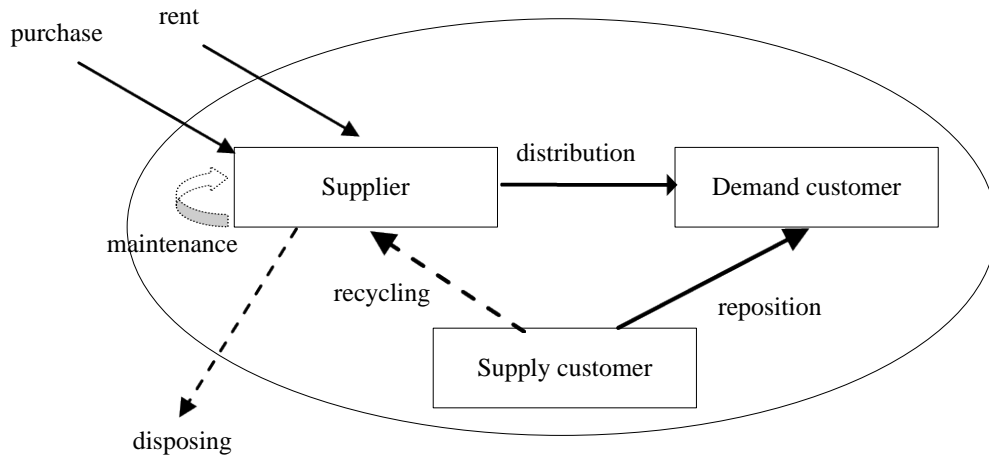 rent
purchase
distribution
Supplier
Demand customer
maintenance
recycling
reposition
Supply customer
disposing